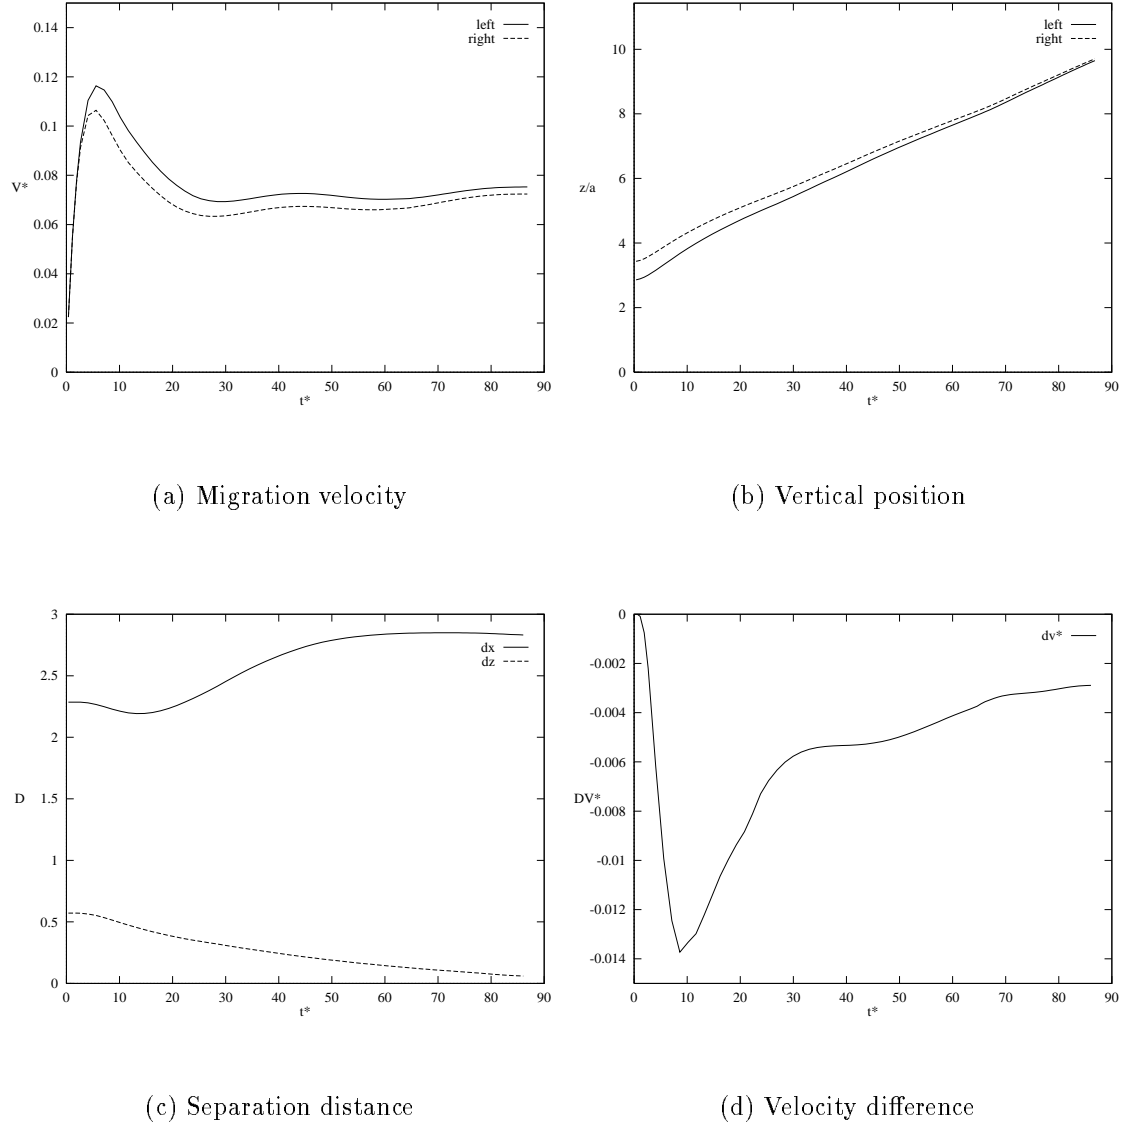 0.14
0.12
0.1
0.08
V*
0.06
0.04
0.02
0
0 10 20 30 40 50 60 70 80 90
t*
left
right
(a) Migration velocity
10
8
6
z/a
4
2
0
0 10 20 30 40 50 60 70 80 90
t*
left
right
(b) Vertical position
3
2.5
2
D 1.5
1
0.5
0
0 10 20 30 40 50 60 70 80 90
t*
dx
dz
(c) Separation distance
0
-0.002
-0.004
-0.006
DV*
-0.008
-0.01
-0.012
-0.014
0 10 20 30 40 50 60 70 80 90
t*
dv*
(d) Velocity difference